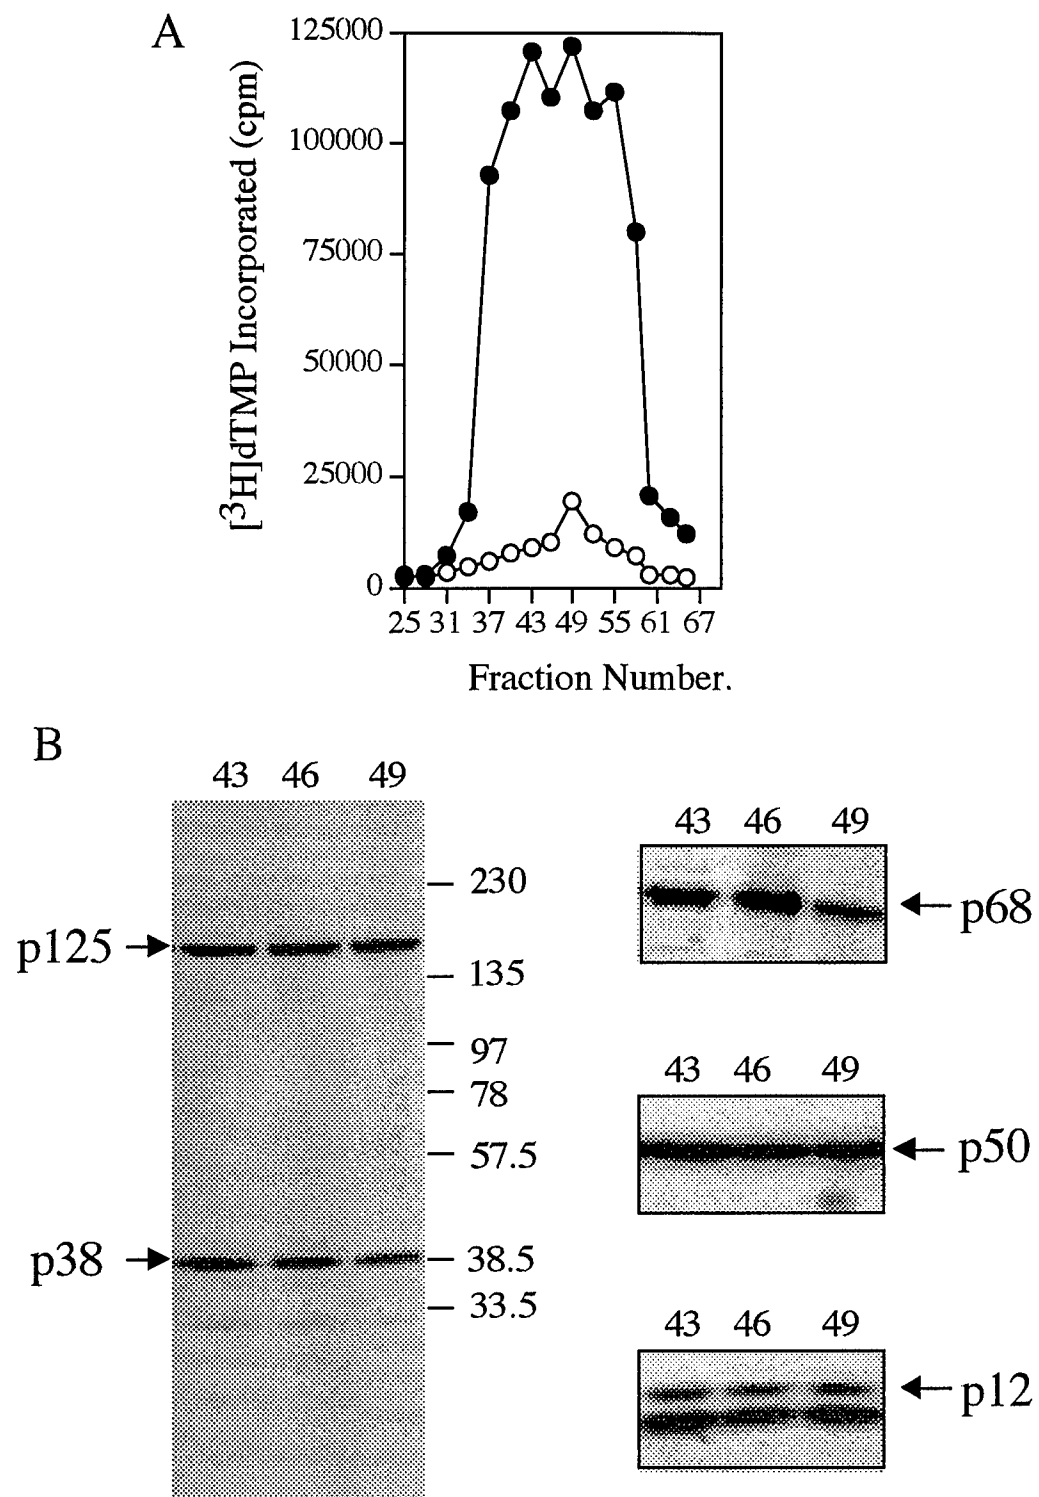 A
[³H]dTMP Incorporated (cpm)
125000
100000
75000
50000
25000
0
25 31 37 43 49 55 61 67
Fraction Number.
B
43 46 49
230
p125
135
97
78
57.5
p38
38.5
33.5
43 46 49
p68
43 46 49
p50
43 46 49
p12